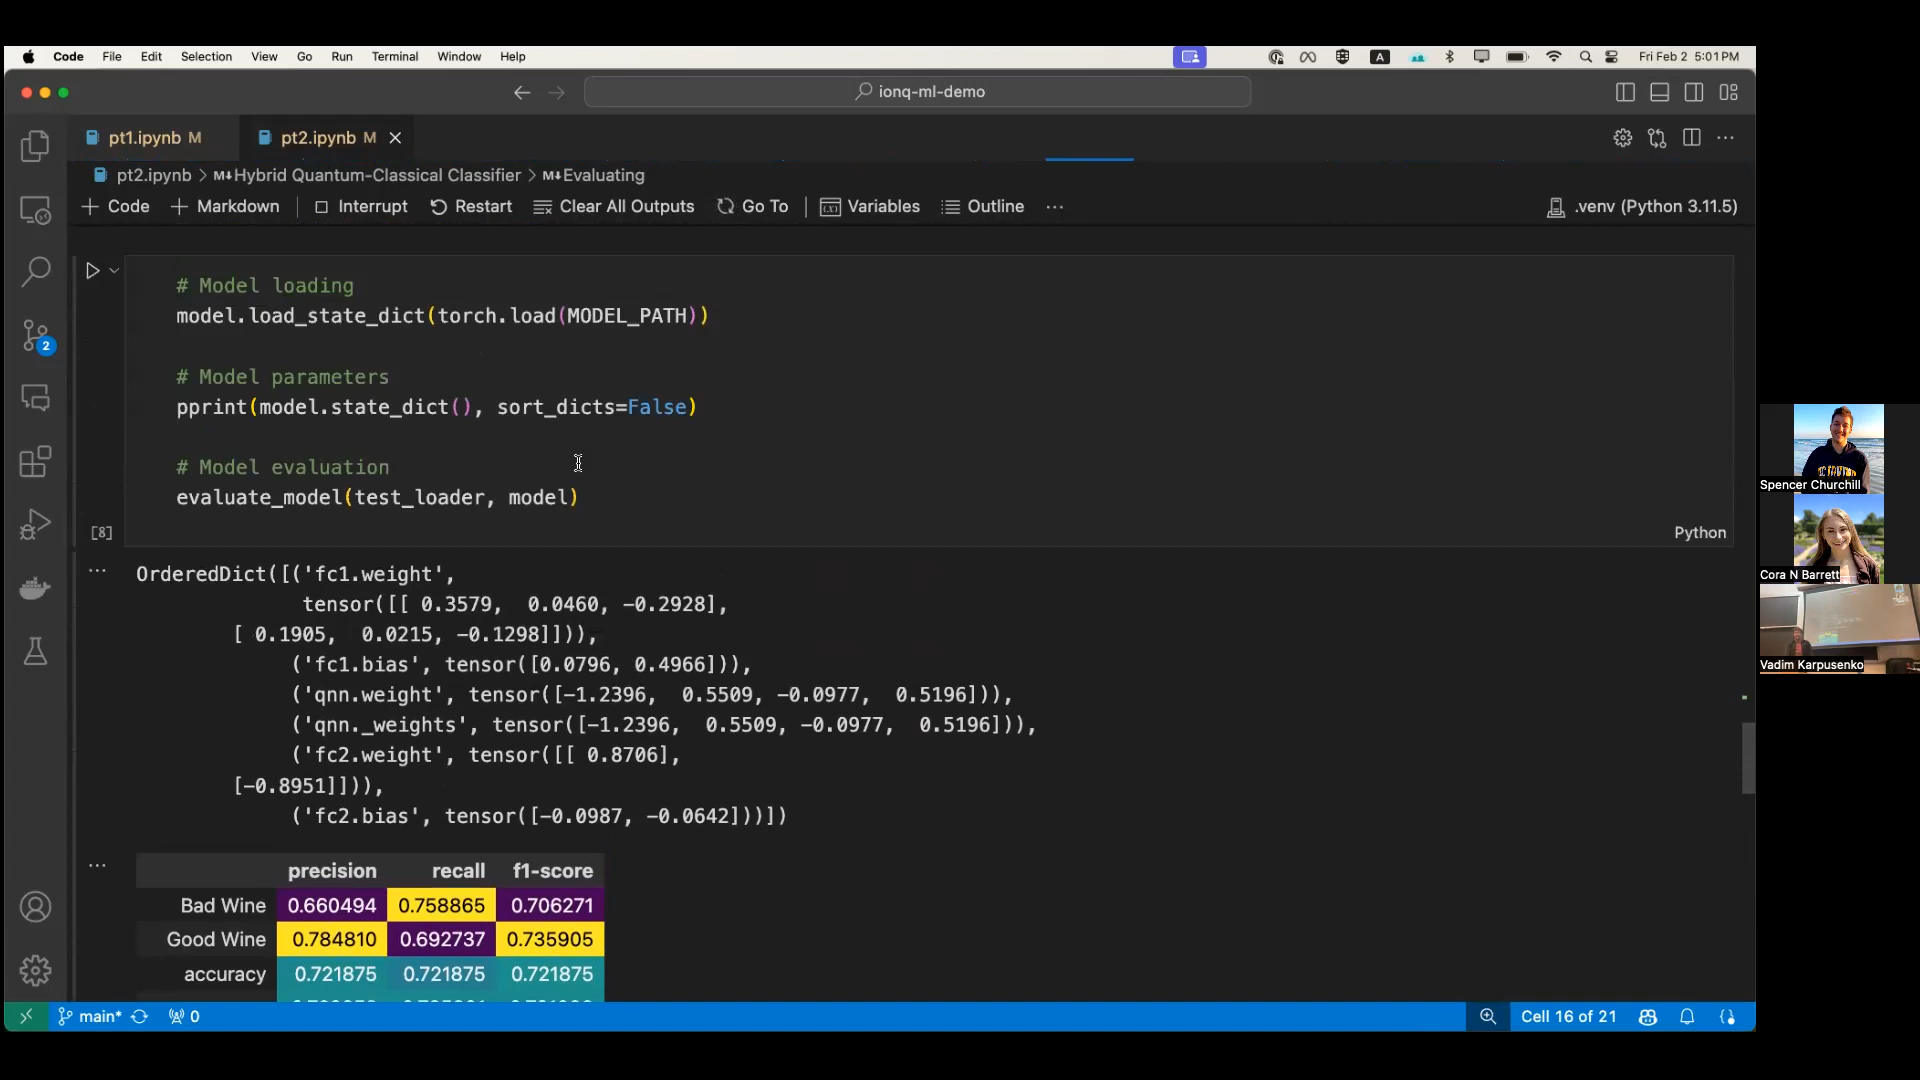 Code File Edit Selection View Go Run Terminal Window Help
A
Fri Feb 2 5:01 PM
ionq-ml-demo
pt1.ipynb M
pt2.ipynb M
pt2.ipynb > M↓Hybrid Quantum-Classical Classifier > M↓Evaluating
+ Code + Markdown Interrupt Restart Clear All Outputs Go To Variables Outline ...
.venv (Python 3.11.5)
# Model loading
model.load_state_dict(torch.load(MODEL_PATH))
# Model parameters
pprint(model.state_dict(), sort_dicts=False)
# Model evaluation
evaluate_model(test_loader, model)
[8]
Python
2
OrderedDict([('fc1.weight',
tensor([[ 0.3579, 0.0460, -0.2928],
[ 0.1905, 0.0215, -0.1298]])),
('fc1.bias', tensor([0.0796, 0.4966])),
('qnn.weight', tensor([-1.2396, 0.5509, -0.0977, 0.5196])),
('qnn._weights', tensor([-1.2396, 0.5509, -0.0977, 0.5196])),
('fc2.weight', tensor([[ 0.8706],
[-0.8951]])),
('fc2.bias', tensor([-0.0987, -0.0642]))])
precision recall f1-score
Bad Wine 0.660494 0.758865 0.706271
Good Wine 0.784810 0.692737 0.735905
accuracy 0.721875 0.721875 0.721875
main* 0
Cell 16 of 21
Spencer Churchill
Cora N Barrett
Vadim Karpusenko